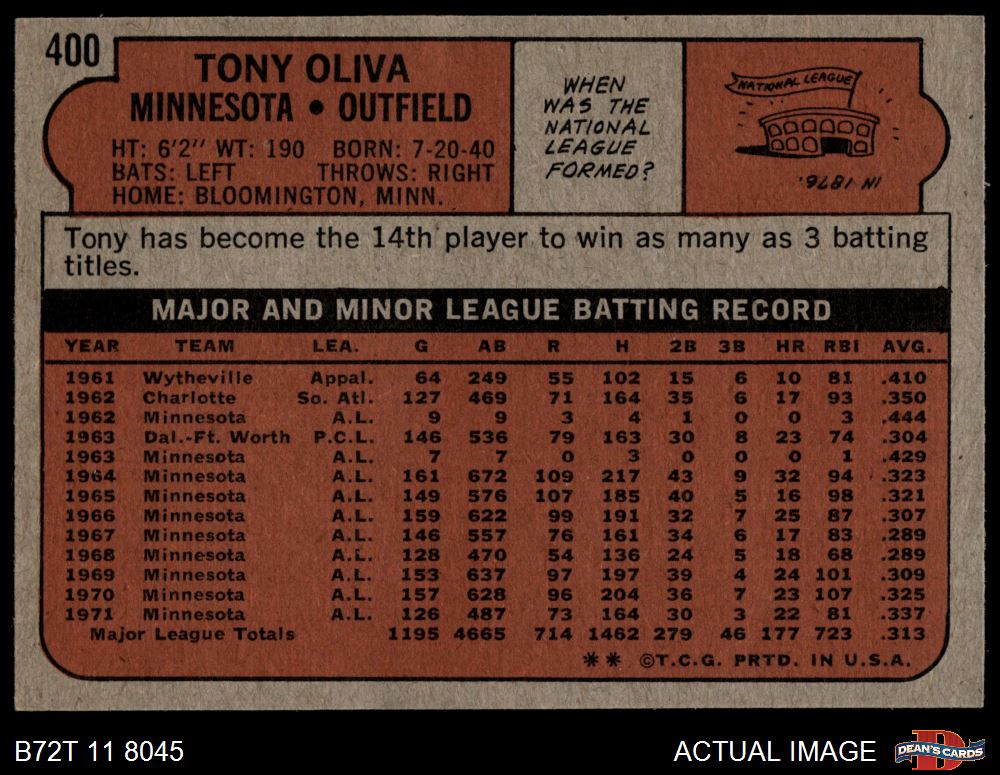 400
TONY OLIVA
MINNESOTA • OUTFIELD
HT: 6'2" WT: 190 BORN: 7-20-40
BATS: LEFT THROWS: RIGHT
HOME: BLOOMINGTON, MINN.
WHEN
WAS THE
NATIONAL
LEAGUE
FORMED?
NATIONAL LEAGUE
IN 1876.
Tony has become the 14th player to win as many as 3 batting
titles.
MAJOR AND MINOR LEAGUE BATTING RECORD
YEAR TEAM LEA. G AB R H 2B 3B HR RBI AVG.
1961 Wytheville Appal. 64 249 55 102 15 6 10 81 .410
1962 Charlotte So. Atl. 127 469 71 164 35 6 17 93 .350
1962 Minnesota A.L. 9 9 3 4 1 0 0 3 .444
1963 Dal.-Ft. Worth P.C.L. 146 536 79 163 30 8 23 74 .304
1963 Minnesota A.L. 7 7 0 3 0 0 0 1 .429
1964 Minnesota A.L. 161 672 109 217 43 9 32 94 .323
1965 Minnesota A.L. 149 576 107 185 40 5 16 98 .321
1966 Minnesota A.L. 159 622 99 191 32 7 25 87 .307
1967 Minnesota A.L. 146 557 76 161 34 6 17 83 .289
1968 Minnesota A.L. 128 470 54 136 24 5 18 68 .289
1969 Minnesota A.L. 153 637 97 197 39 4 24 101 .309
1970 Minnesota A.L. 157 628 96 204 36 7 23 107 .325
1971 Minnesota A.L. 126 487 73 164 30 3 22 81 .337
Major League Totals 1195 4665 714 1462 279 46 177 723 .313
** ©T.C.G. PRTD. IN U.S.A.
B72T 11 8045
ACTUAL IMAGE
DEAN'S CARDS